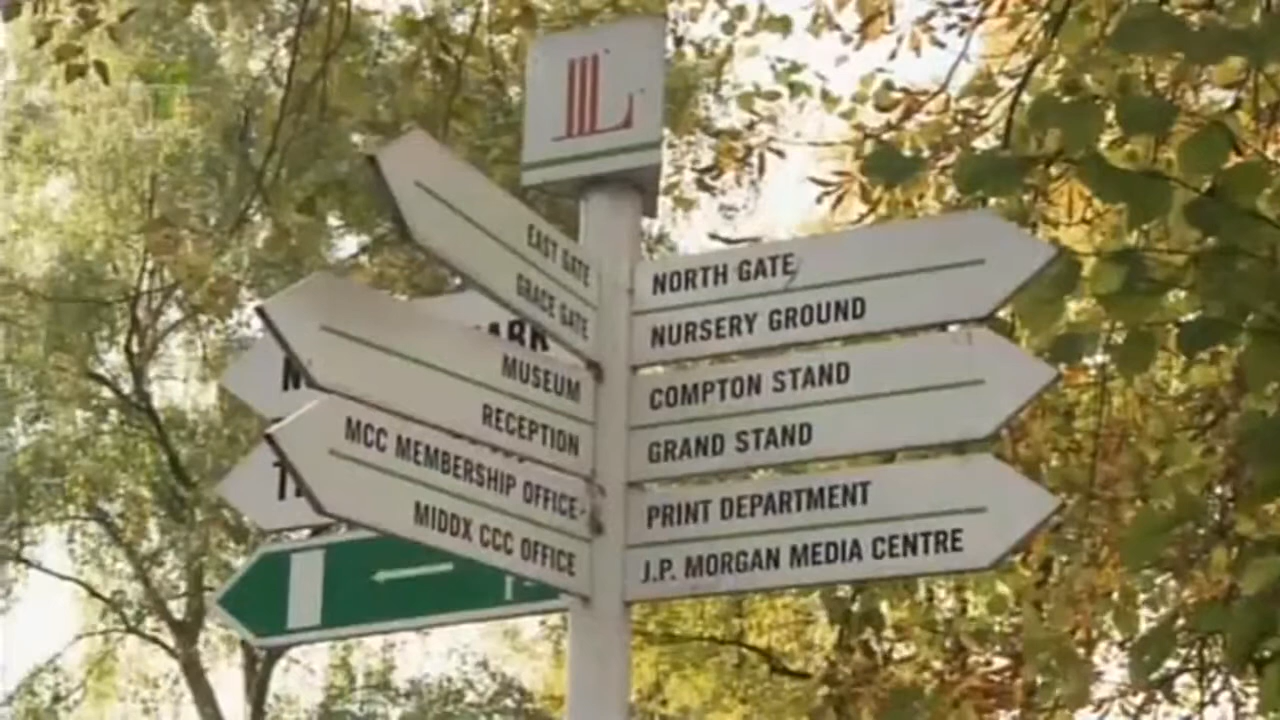 L
EAST GATE
GRACE GATE
MUSEUM
RECEPTION
MCC MEMBERSHIP OFFICE
MIDDX CCC OFFICE
NORTH GATE
NURSERY GROUND
COMPTON STAND
GRAND STAND
PRINT DEPARTMENT
J.P. MORGAN MEDIA CENTRE